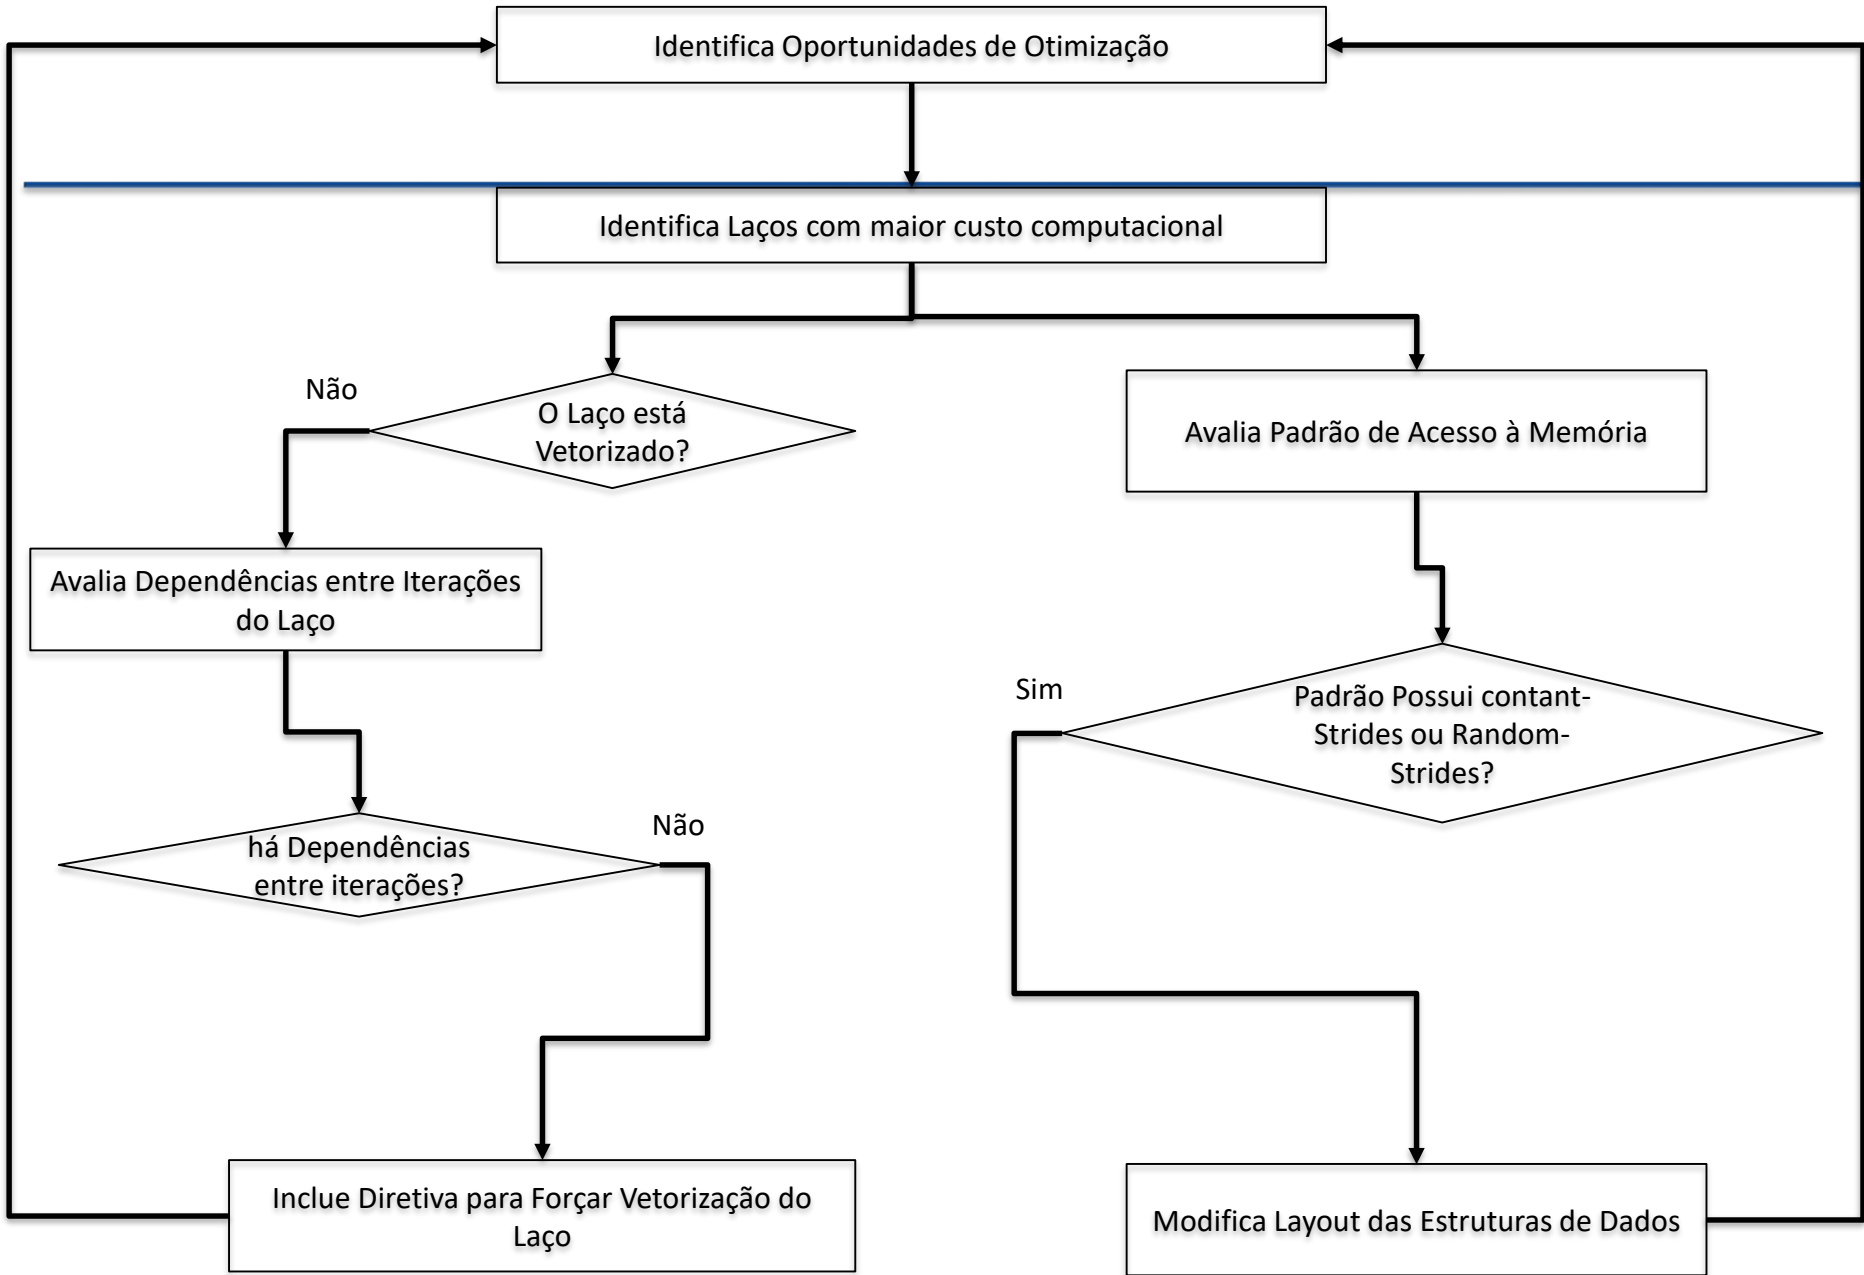 Identifica Oportunidades de Otimização
Identifica Laços com maior custo computacional
Não
O Laço está
Vetorizado?
Avalia Padrão de Acesso à Memória
Avalia Dependências entre Iterações
do Laço
Sim
Padrão Possui contant-
Strides ou Random-
Strides?
Não
há Dependências
entre iterações?
Inclue Diretiva para Forçar Vetorização do
Laço
Modifica Layout das Estruturas de Dados